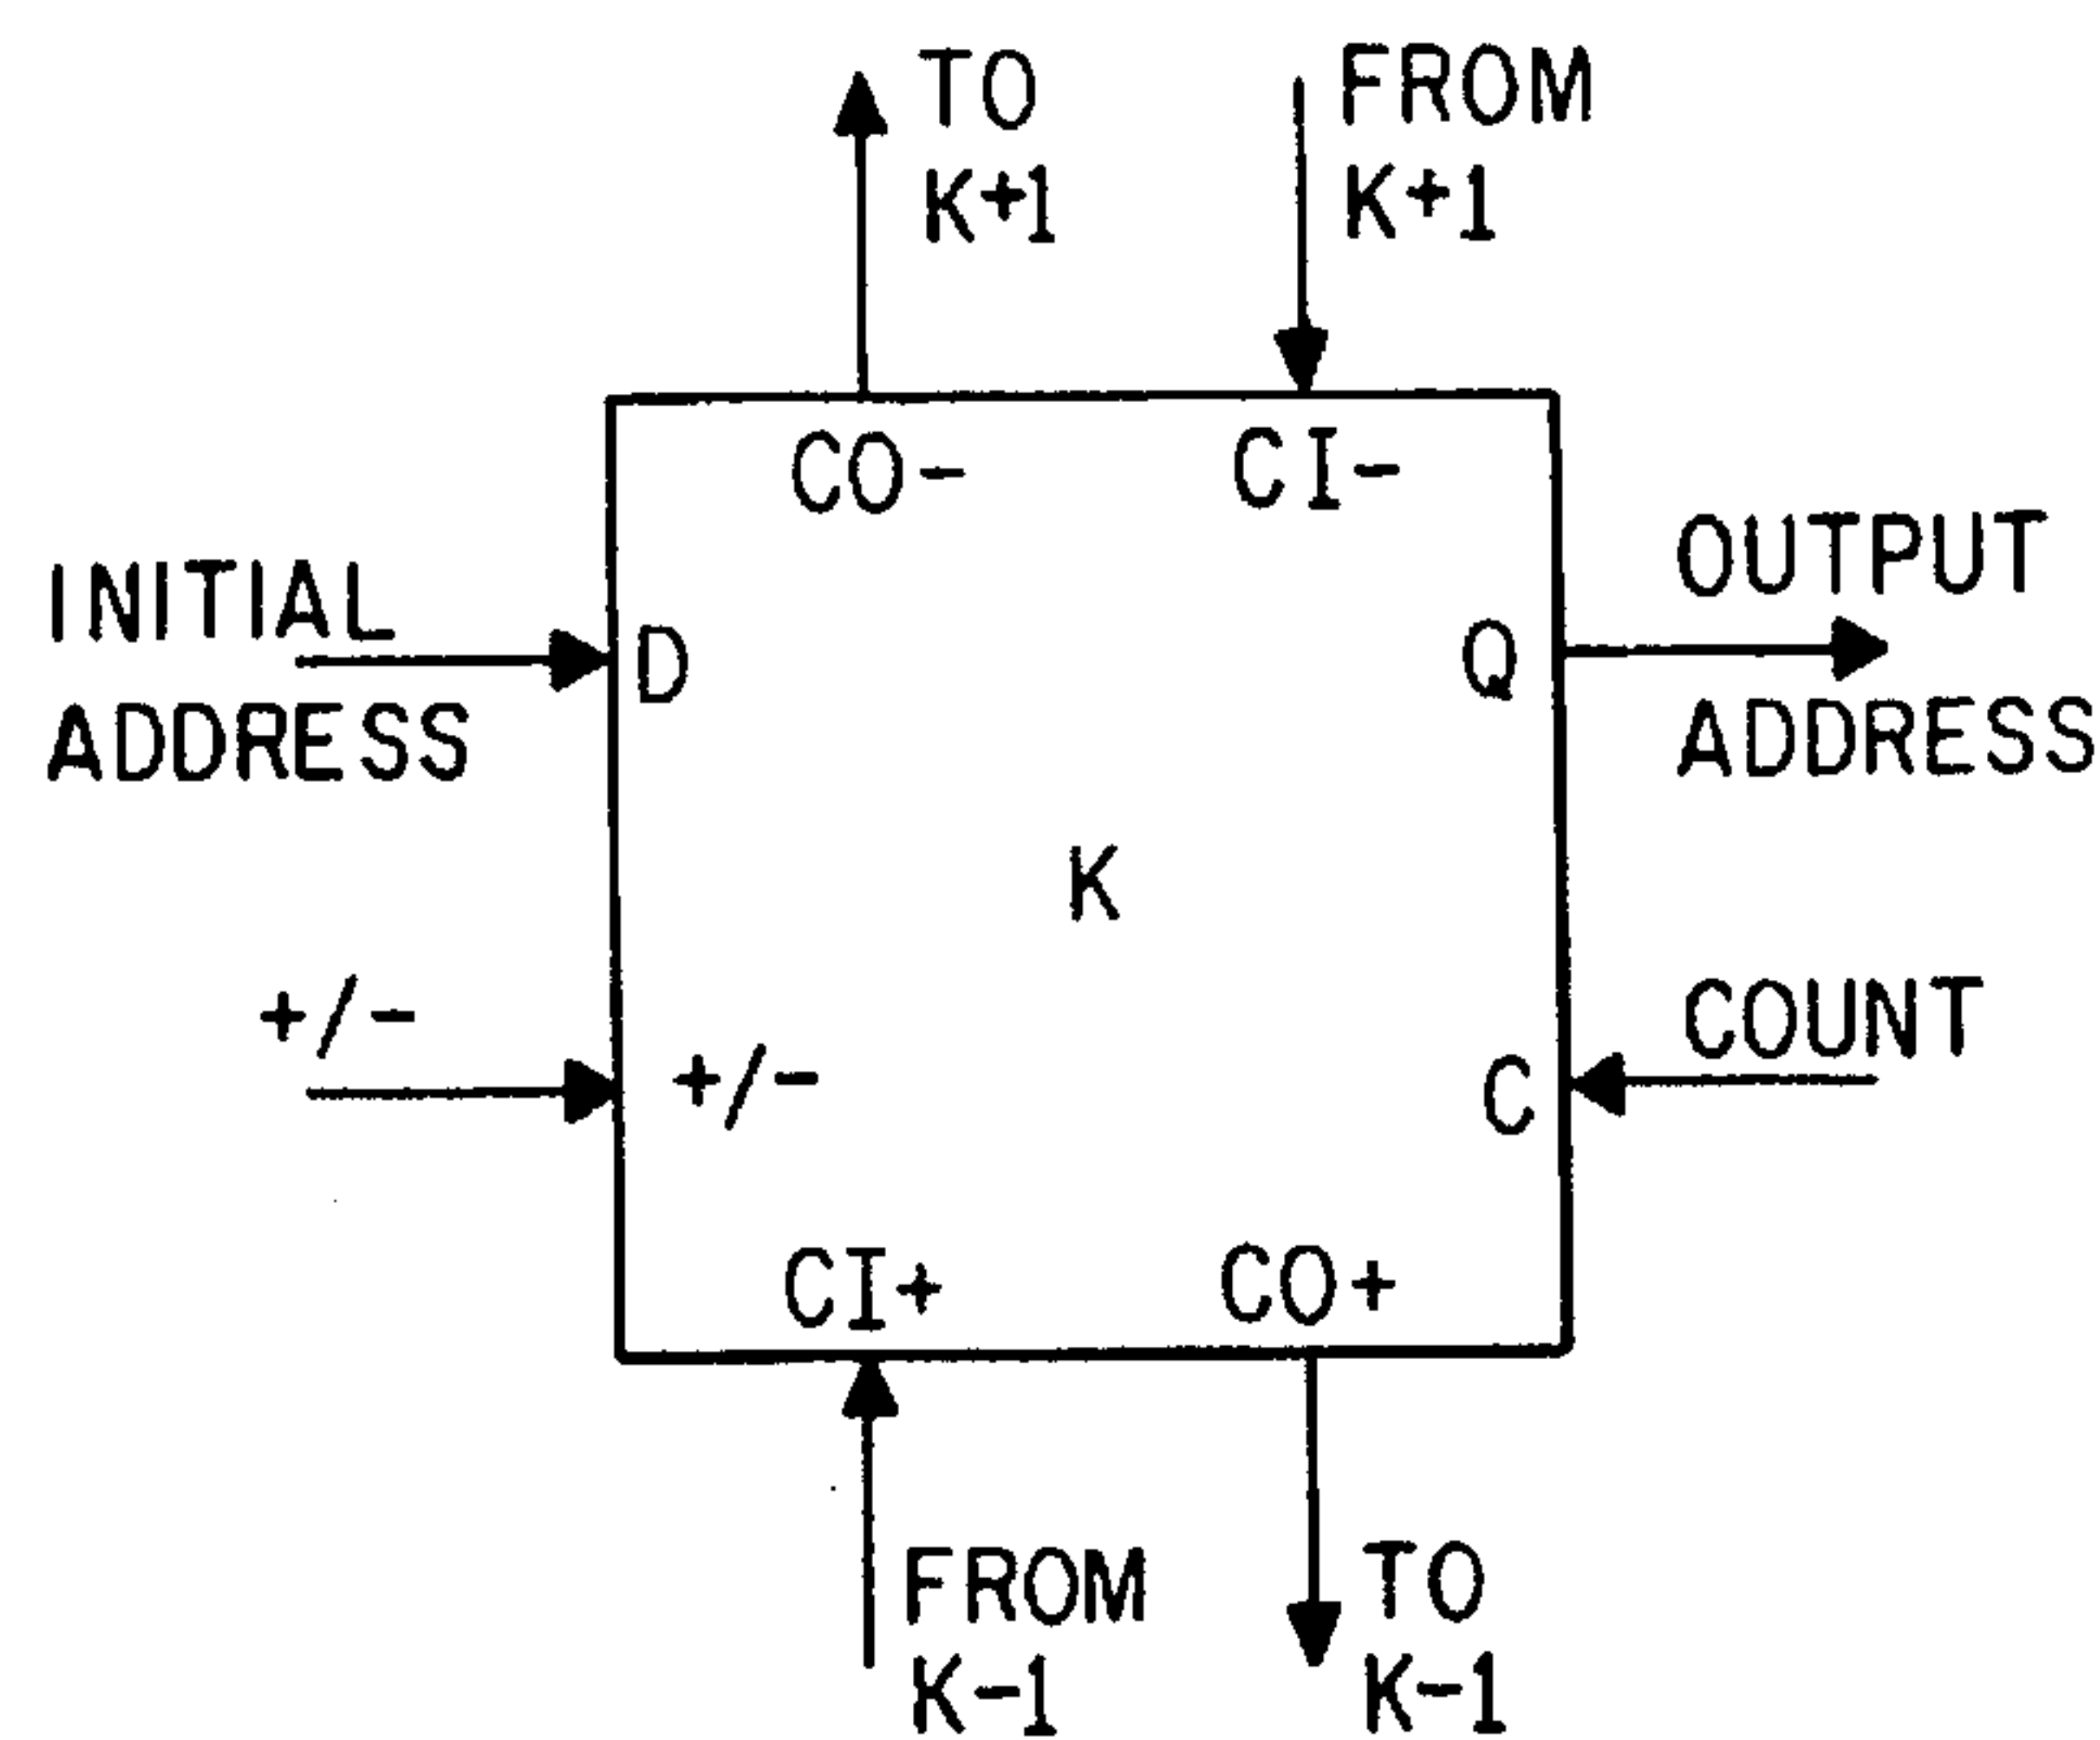 TO
K+1
FROM
K+1
CO-
CI-
INITIAL
ADDRESS
D
Q
OUTPUT
ADDRESS
K
+/-
+/-
COUNT
C
CI+
CO+
FROM
K-1
TO
K-1